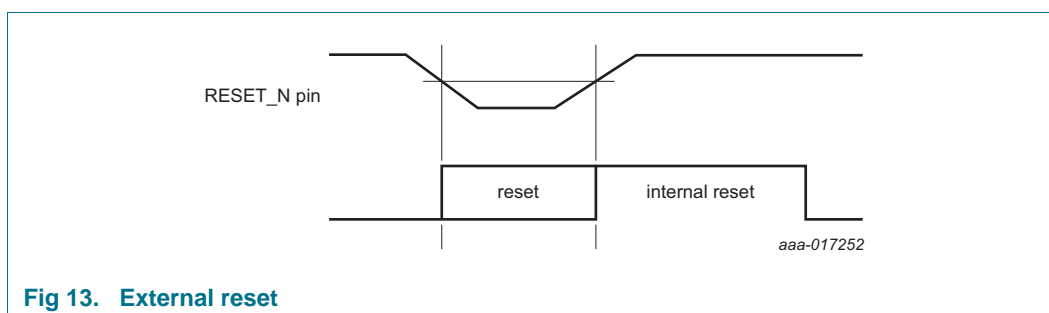 RESET_N pin
reset
internal reset
aaa-017252
Fig 13. External reset